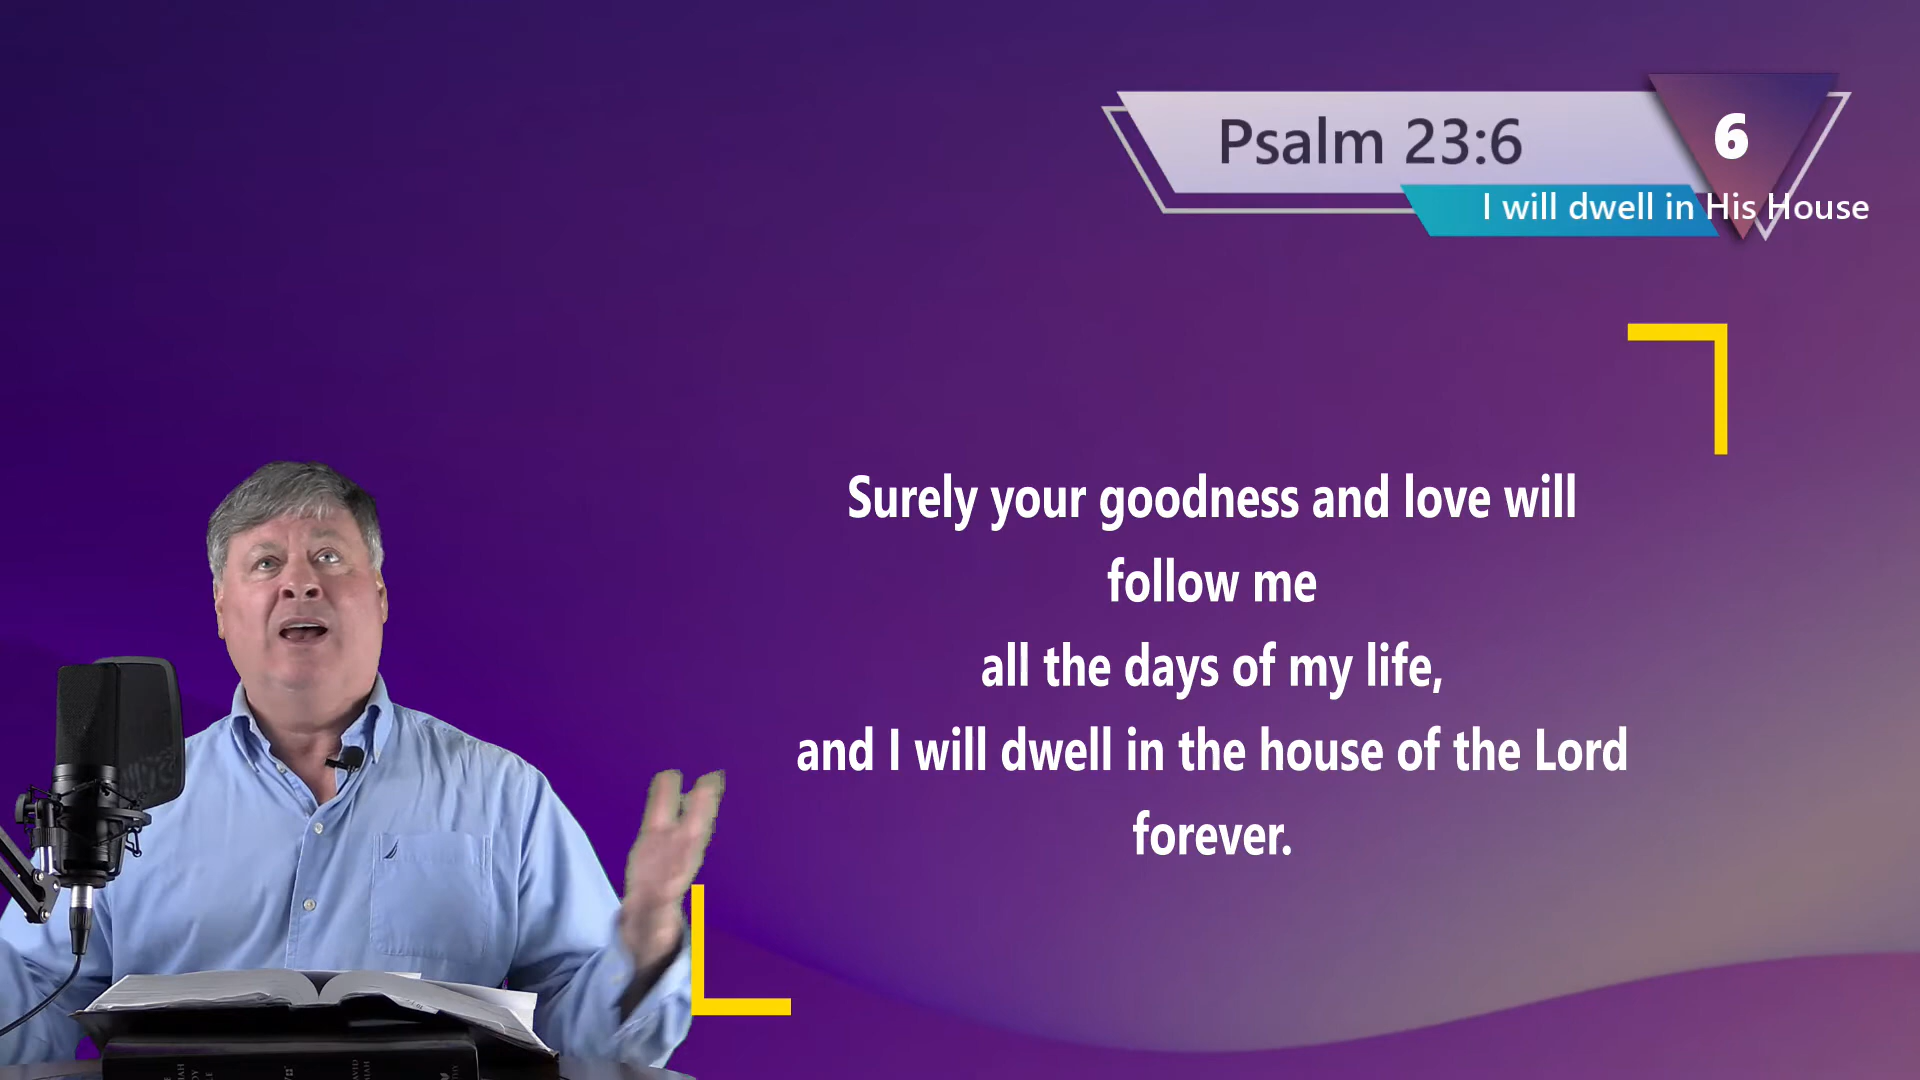 Psalm 23:6
6
I will dwell in His House
Surely your goodness and love will
follow me
all the days of my life,
and I will dwell in the house of the Lord
forever.